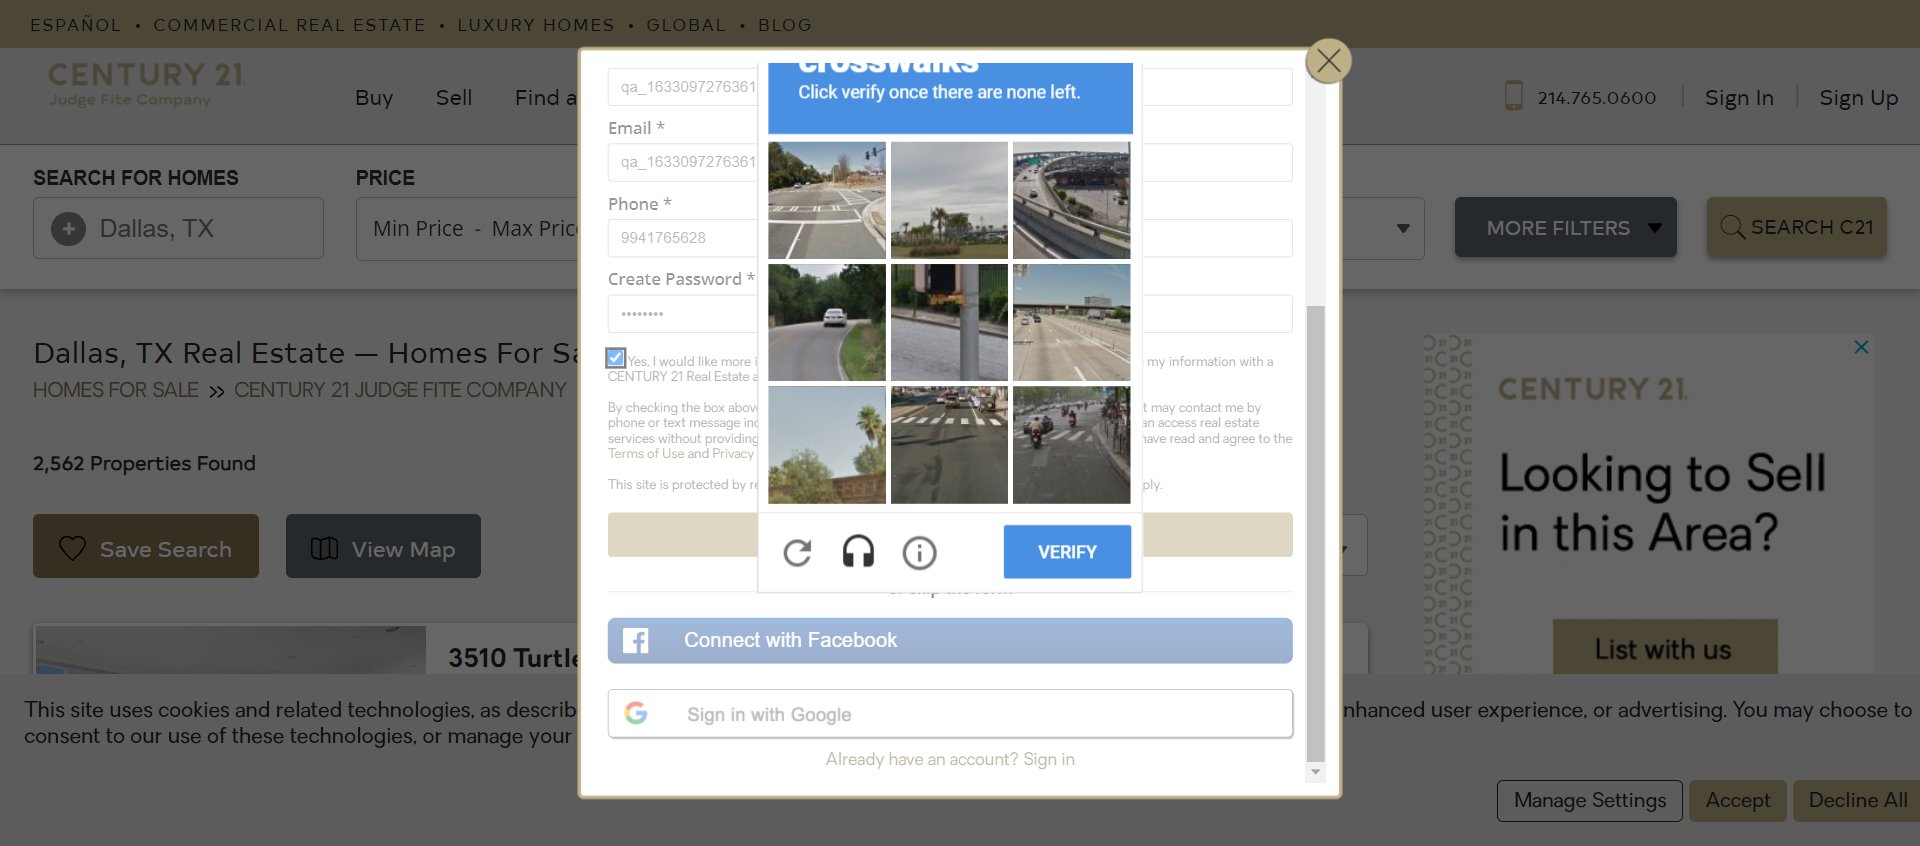 ESPAÑOL • COMMERCIAL REAL ESTATE • LUXURY HOMES • GLOBAL • BLOG
CENTURY 21.
Judge Fite Company
Buy
Sell
Find a
214.765.0600
Sign In
Sign Up
SEARCH FOR HOMES
Dallas, TX
PRICE
Min Price - Max Pric
MORE FILTERS
SEARCH C21
Dallas, TX Real Estate — Homes For Sa
HOMES FOR SALE » CENTURY 21 JUDGE FITE COMPANY
2,562 Properties Found
Save Search
View Map
3510 Turtle
qa_1633097276361
Email *
qa_1633097276361
Phone *
9941765628
Create Password *
Yes, I would like more i
my information with a
CENTURY 21 Real Estate a
By checking the box abov
t may contact me by
phone or text message in
an access real estate
services without providing
have read and agree to the
Terms of Use and Privacy
This site is protected by re
ply.
crosswalks
Click verify once there are none left.
VERIFY
Connect with Facebook
Sign in with Google
Already have an account? Sign in
CENTURY 21.
Looking to Sell
in this Area?
List with us
This site uses cookies and related technologies, as describe
nhanced user experience, or advertising. You may choose to
consent to our use of these technologies, or manage your
Manage Settings
Accept
Decline All